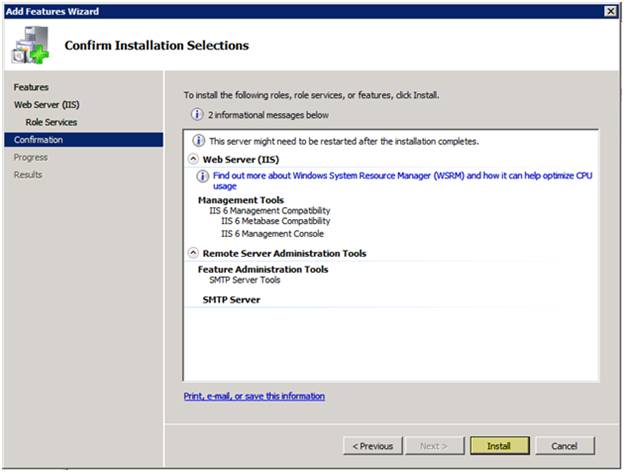 Add Features Wizard
Confirm Installation Selections
Features
Web Server (IIS)
Role Services
Confirmation
Progress
Results
To install the following roles, role services, or features, click Install.
2 informational messages below
This server might need to be restarted after the installation completes.
Web Server (IIS)
Find out more about Windows System Resource Manager (WSRM) and how it can help optimize CPU
usage
Management Tools
IIS 6 Management Compatibility
IIS 6 Metabase Compatibility
IIS 6 Management Console
Remote Server Administration Tools
Feature Administration Tools
SMTP Server Tools
SMTP Server
Print, e-mail, or save this information
< Previous
Next >
Install
Cancel